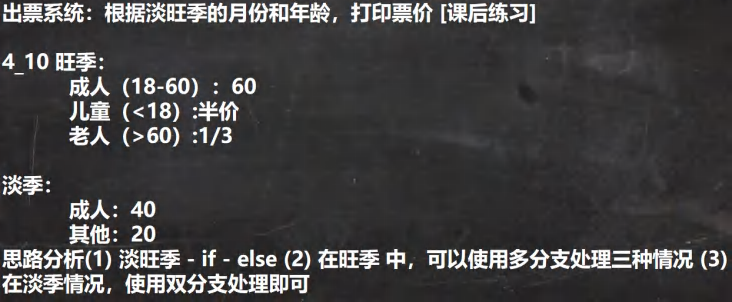 出票系统：根据淡旺季的月份和年龄，打印票价 [课后练习]
4_10 旺季：
成人（18-60）：60
儿童（<18）:半价
老人（>60）:1/3
淡季：
成人：40
其他：20
思路分析(1) 淡旺季 - if - else (2) 在旺季 中，可以使用多分支处理三种情况 (3)
在淡季情况，使用双分支处理即可